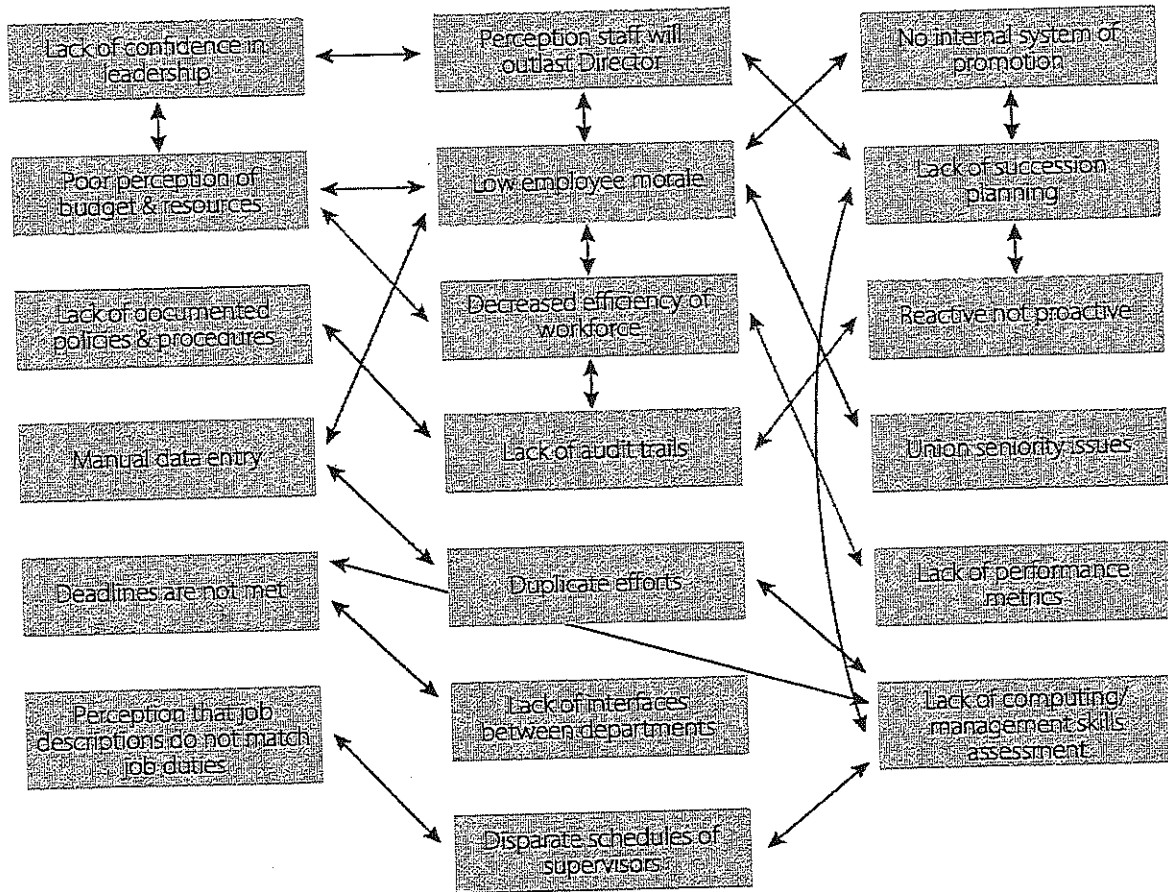 Lack of confidence in
leadership
Perception staff will
outlast Director
No internal system of
promotion
Poor perception of
budget & resources
Low employee morale
Lack of succession
planning
Lack of documented
policies & procedures
Decreased efficiency of
workforce
Reactive not proactive
Manual data entry
Lack of audit trails
Union seniority issues
Deadlines are not met
Duplicate efforts
Lack of performance
metrics
Perception that job
descriptions do not match
job duties
Lack of interfaces
between departments
Lack of computing/
management skills
assessment
Disparate schedules of
supervisors